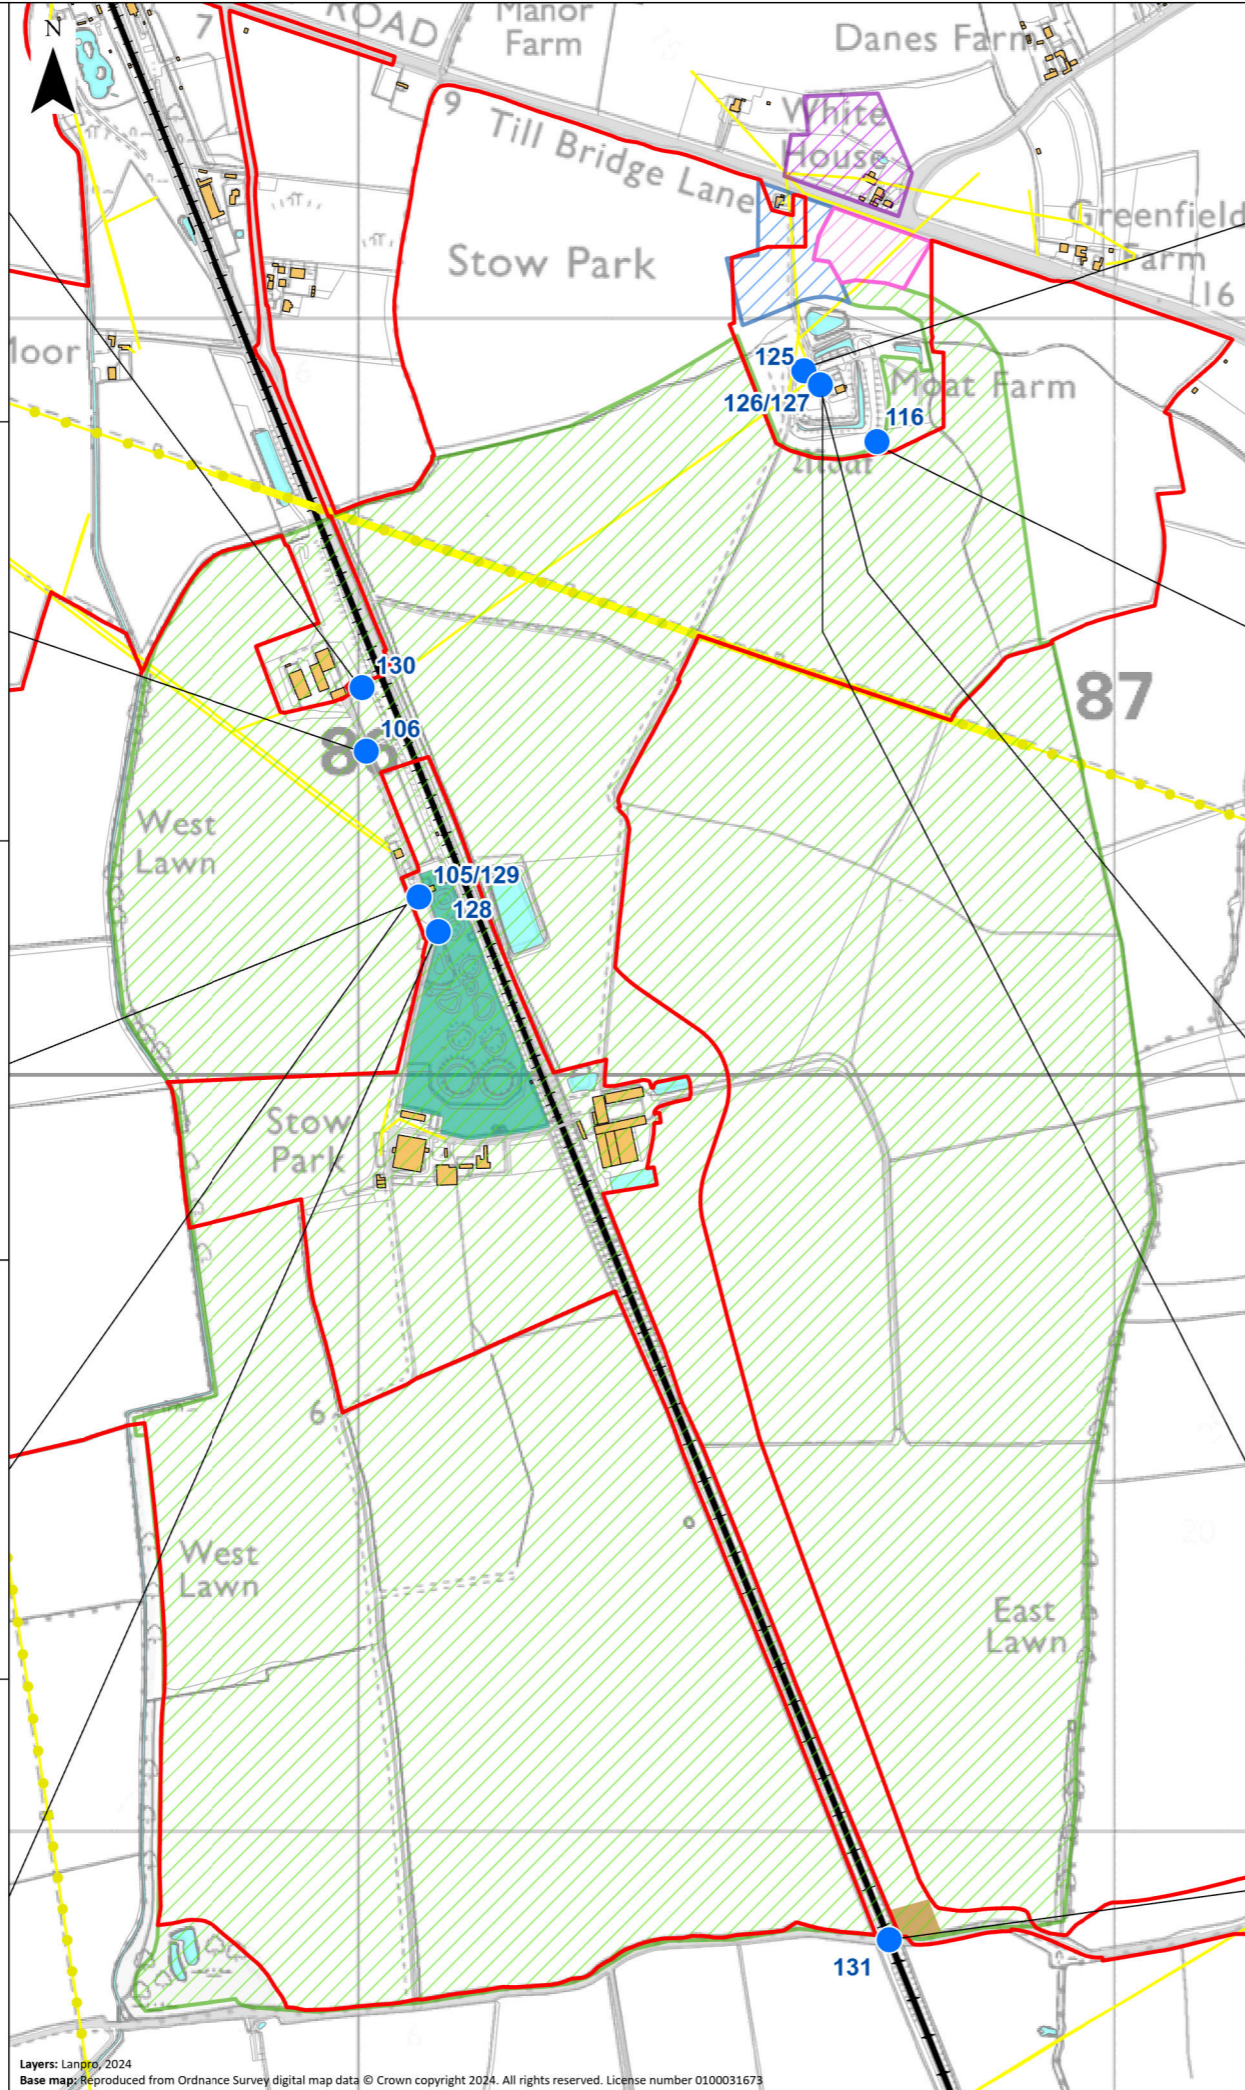 N
7
ROAD
Manor
Farm
Danes Farm
9
Till Bridge Lane
White
House
Stow Park
Greenfield
Farm
16
Moor
125
126/127
Moat Farm
116
Moat
130
87
106
86
West
Lawn
105/129
128
Stow
Park
6
West
Lawn
20
East
Lawn
131
6
Layers: Lanpro, 2024
Base map: Reproduced from Ordnance Survey digital map data © Crown copyright 2024. All rights reserved. License number 0100031673